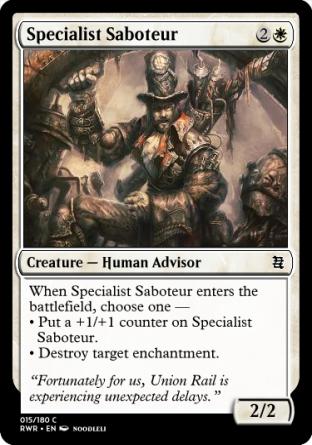 Specialist Saboteur 2
Creature — Human Advisor
When Specialist Saboteur enters the
battlefield, choose one —
• Put a +1/+1 counter on Specialist
Saboteur.
• Destroy target enchantment.
“Fortunately for us, Union Rail is
experiencing unexpected delays.”
2/2
015/180 C
RWR • EN NOODLELI